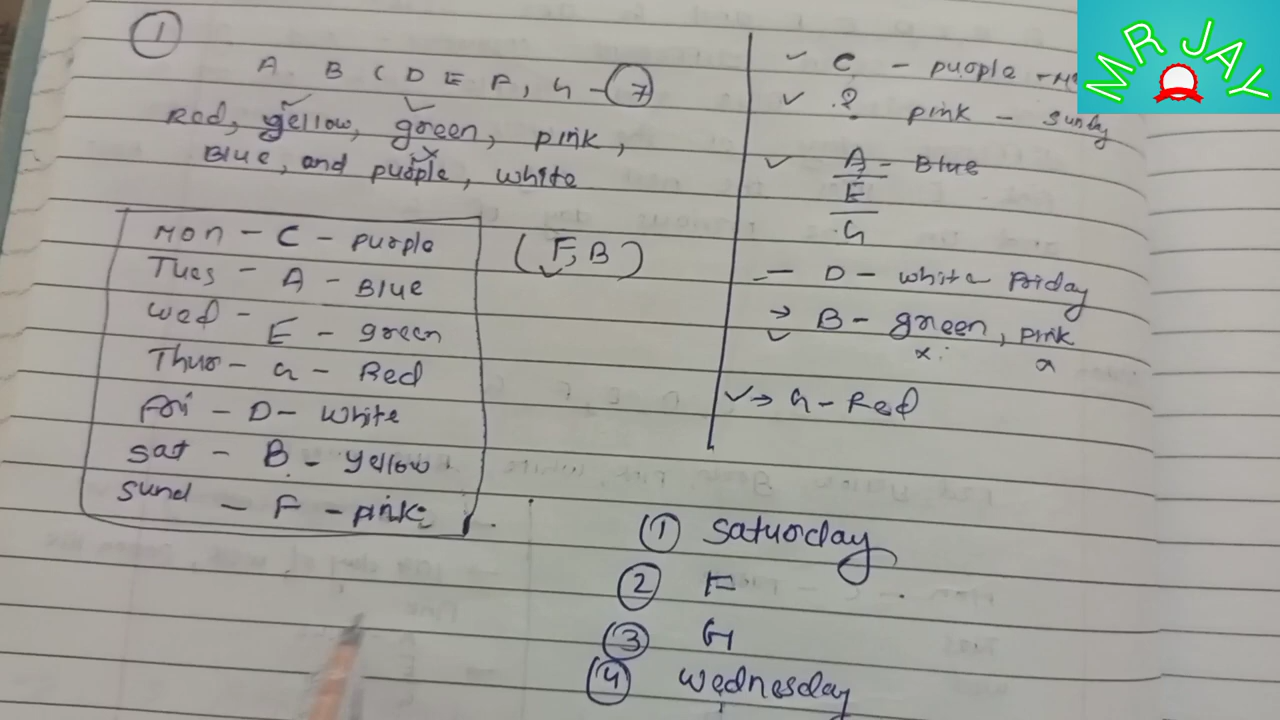 ①
A B C D E F, G - ⑦
Red, yellow, green, pink,
Blue, and purple, white
Mon - C - purple
Tues - A - Blue
Wed - E - green
Thur - G - Red
Fri - D - White
Sat - B - Yellow
Sund - F - pink
(F, B)
✓ C - purple -
✓ ? pink - Sunday
✓ A - Blue
E
G
- D - white Friday
→ B - green, pink
✓ x
✓→ G - Red
① Saturday
② F
③ G
④ Wednesday
MR JAY